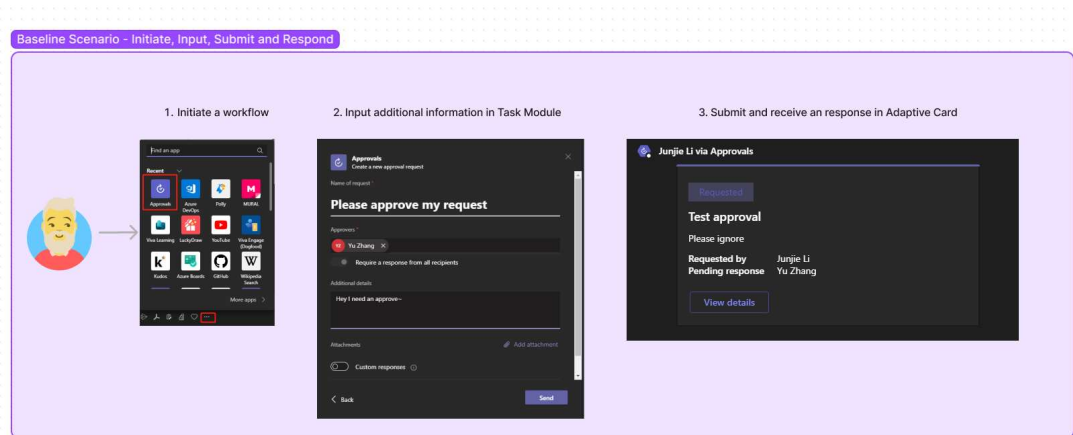 Baseline Scenario - Initiate, Input, Submit and Respond
1. Initiate a workflow
2. Input additional information in Task Module
3. Submit and receive an response in Adaptive Card
Find an app
Recent
Approvals
Azure DevOps
Polly
MURAL
Viva Learning
LuckyDraw
YouTube
Viva Engage (Dogfood)
Kudos
Azure Boards
GitHub
Wikipedia Search
More apps
Approvals
Create a new approval request
Name of request *
Please approve my request
Approvers *
YZ Yu Zhang
Require a response from all recipients
Additional details
Hey I need an approve~
Attachments
Add attachment
Custom responses
Back
Send
Junjie Li via Approvals
Requested
Test approval
Please ignore
Requested by Junjie Li
Pending response Yu Zhang
View details